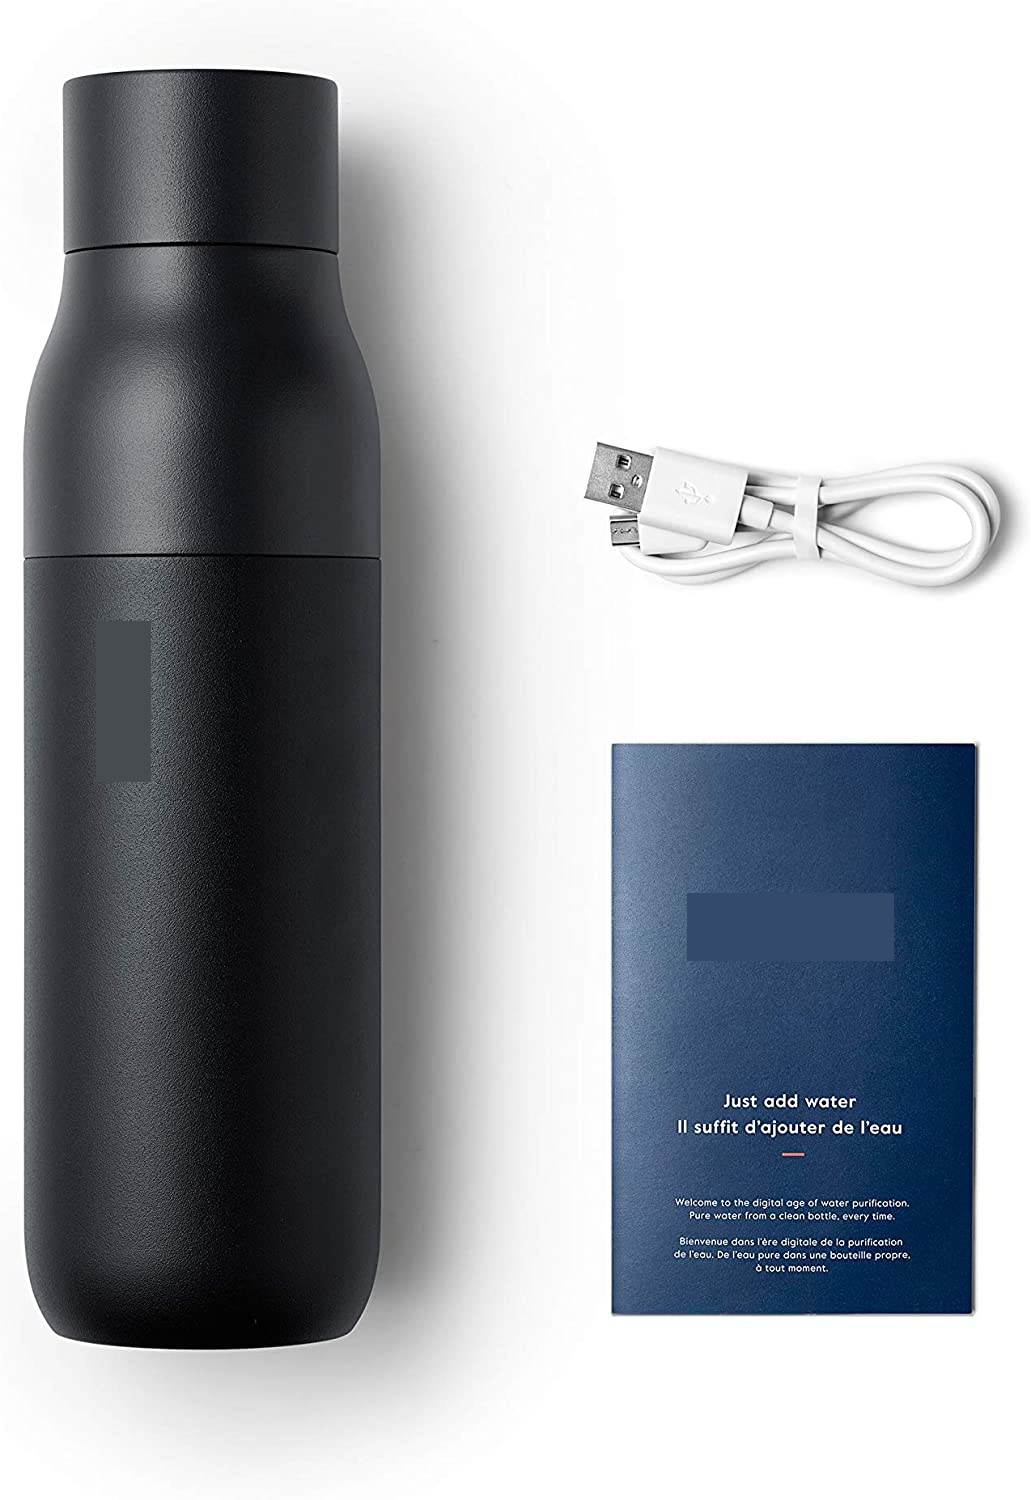 Just add water
Il suffit d'ajouter de l'eau
Welcome to the digital age of water purification.
Pure water from a clean bottle, every time.
Bienvenue dans l'ère digitale de la purification
de l'eau. De l'eau pure dans une bouteille propre,
à tout moment.